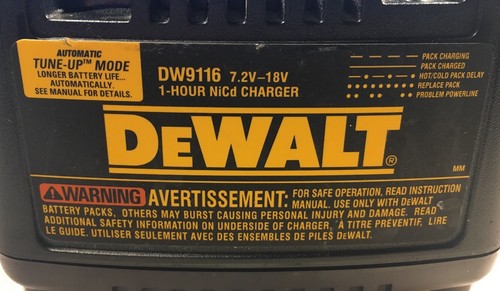 AUTOMATIC
TUNE-UP™ MODE
LONGER BATTERY LIFE...
AUTOMATICALLY.
SEE MANUAL FOR DETAILS.
DW9116 7.2V–18V
1-HOUR NiCd CHARGER
PACK CHARGING
PACK CHARGED
HOT/COLD PACK DELAY
REPLACE PACK
PROBLEM POWERLINE
DEWALT®
MM
WARNING AVERTISSEMENT: FOR SAFE OPERATION, READ INSTRUCTION
MANUAL. USE ONLY WITH DEWALT
BATTERY PACKS, OTHERS MAY BURST CAUSING PERSONAL INJURY AND DAMAGE. READ
ADDITIONAL SAFETY INFORMATION ON UNDERSIDE OF CHARGER. À TITRE PRÉVENTIF, LIRE
LE GUIDE. UTILISER SEULEMENT AVEC DES ENSEMBLES DE PILES DEWALT.